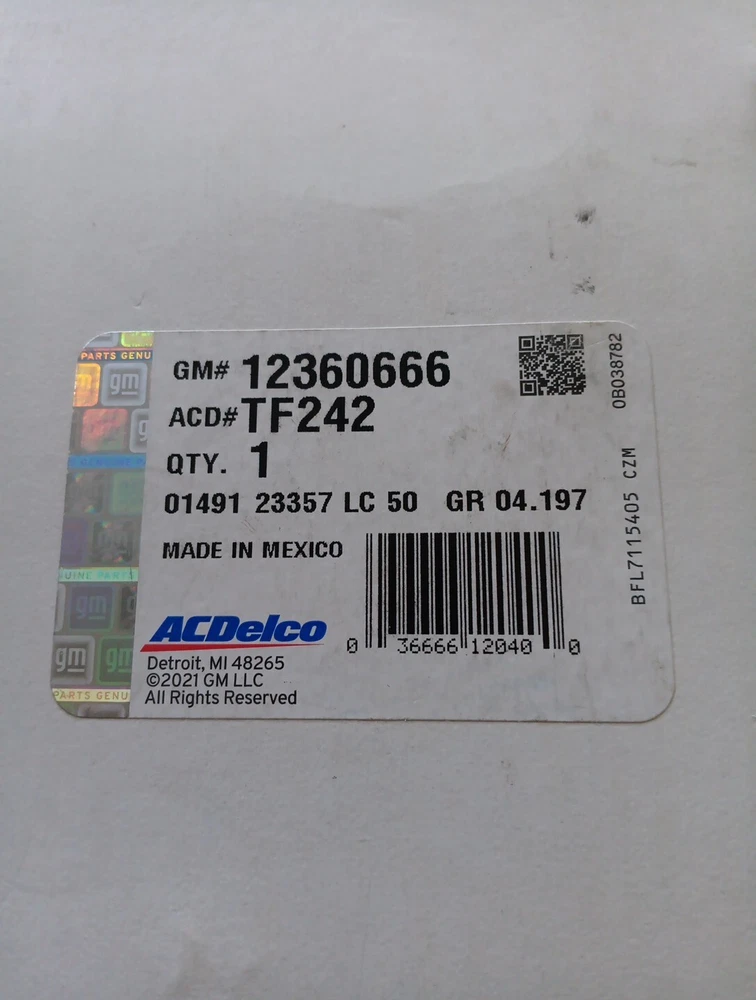 PARTS GENU
gm
GM# 12360666
ACD# TF242
QTY. 1
01491 23357 LC 50 GR 04.197
MADE IN MEXICO
UINE PARTS
gm
gm
gm
PARTS GENU
ACDelco
Detroit, MI 48265
©2021 GM LLC
All Rights Reserved
0 36666 12040 0
0B038782
BFL7115405 CZM